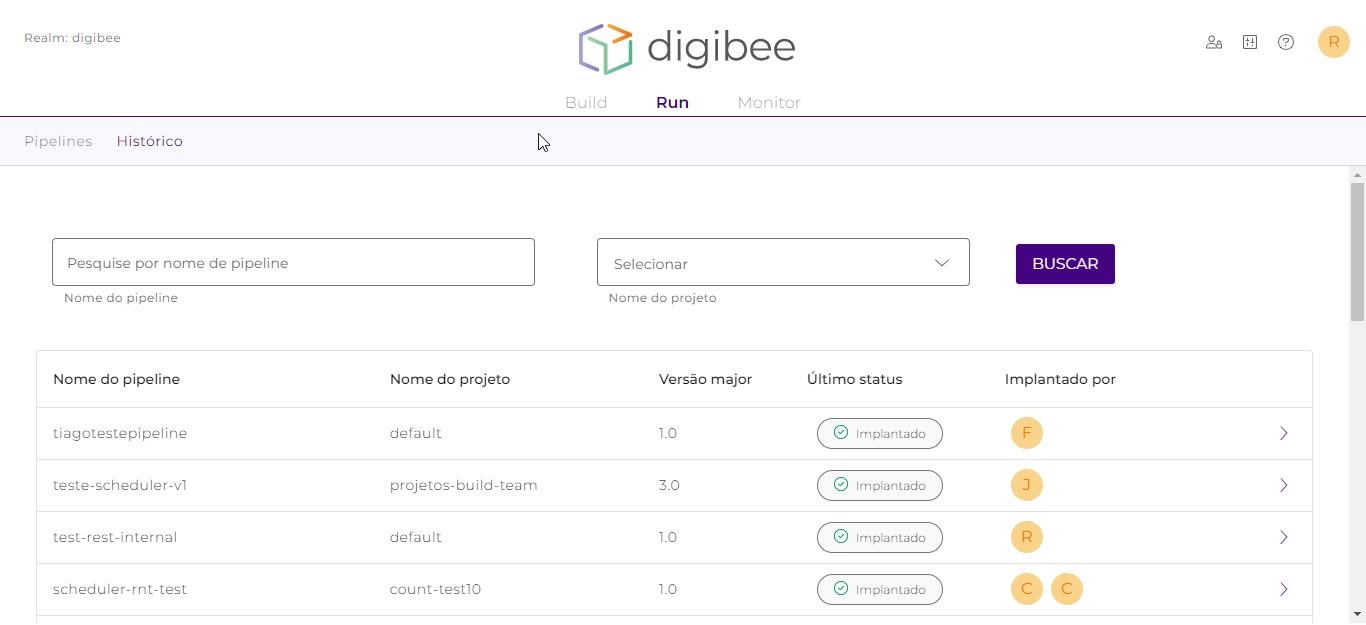 Realm: digibee
digibee
R
Build Run Monitor
Pipelines Histórico
Pesquise por nome de pipeline Selecionar BUSCAR
Nome do pipeline Nome do projeto
Nome do pipeline Nome do projeto Versão major Último status Implantado por
tiagotestepipeline default 1.0 Implantado F
teste-scheduler-v1 projetos-build-team 3.0 Implantado J
test-rest-internal default 1.0 Implantado R
scheduler-rnt-test count-test10 1.0 Implantado C C